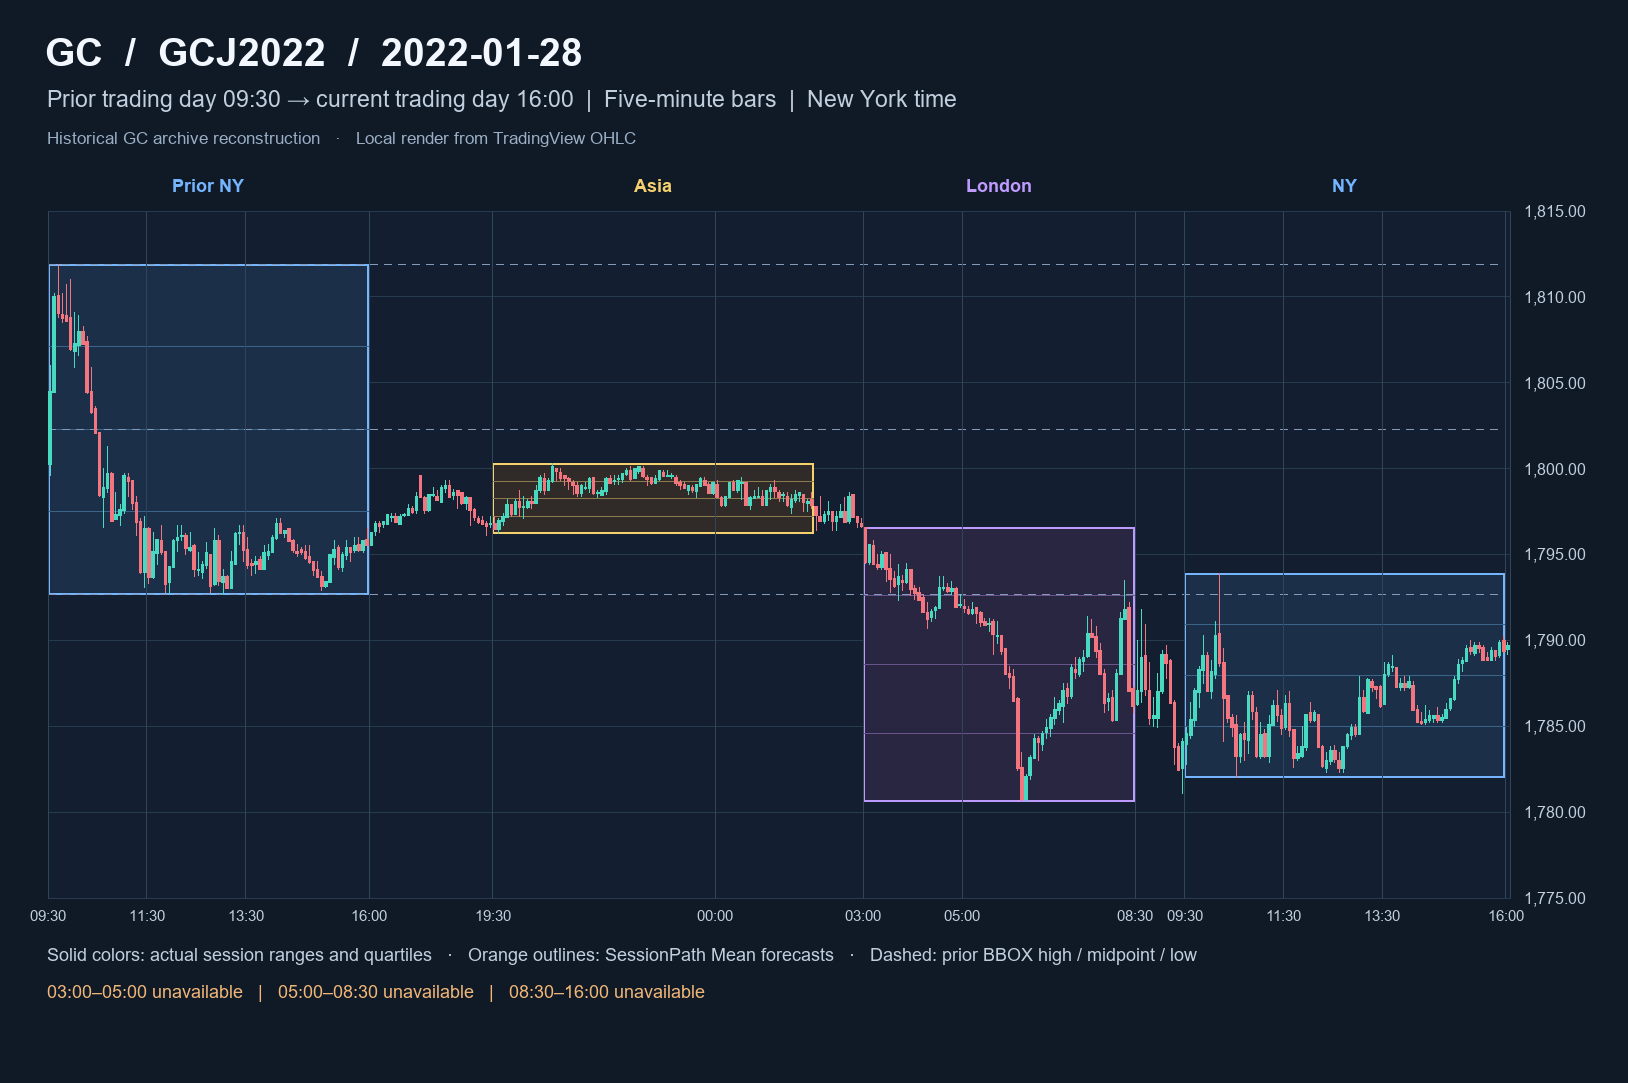 GC / GCJ2022 / 2022-01-28
Prior trading day 09:30 → current trading day 16:00 | Five-minute bars | New York time
Historical GC archive reconstruction · Local render from TradingView OHLC
Prior NY Asia London NY
1,815.00
1,810.00
1,805.00
1,800.00
1,795.00
1,790.00
1,785.00
1,780.00
1,775.00
09:30 11:30 13:30 16:00 19:30 00:00 03:00 05:00 08:30 09:30 11:30 13:30 16:00
Solid colors: actual session ranges and quartiles · Orange outlines: SessionPath Mean forecasts · Dashed: prior BBOX high / midpoint / low
03:00–05:00 unavailable | 05:00–08:30 unavailable | 08:30–16:00 unavailable